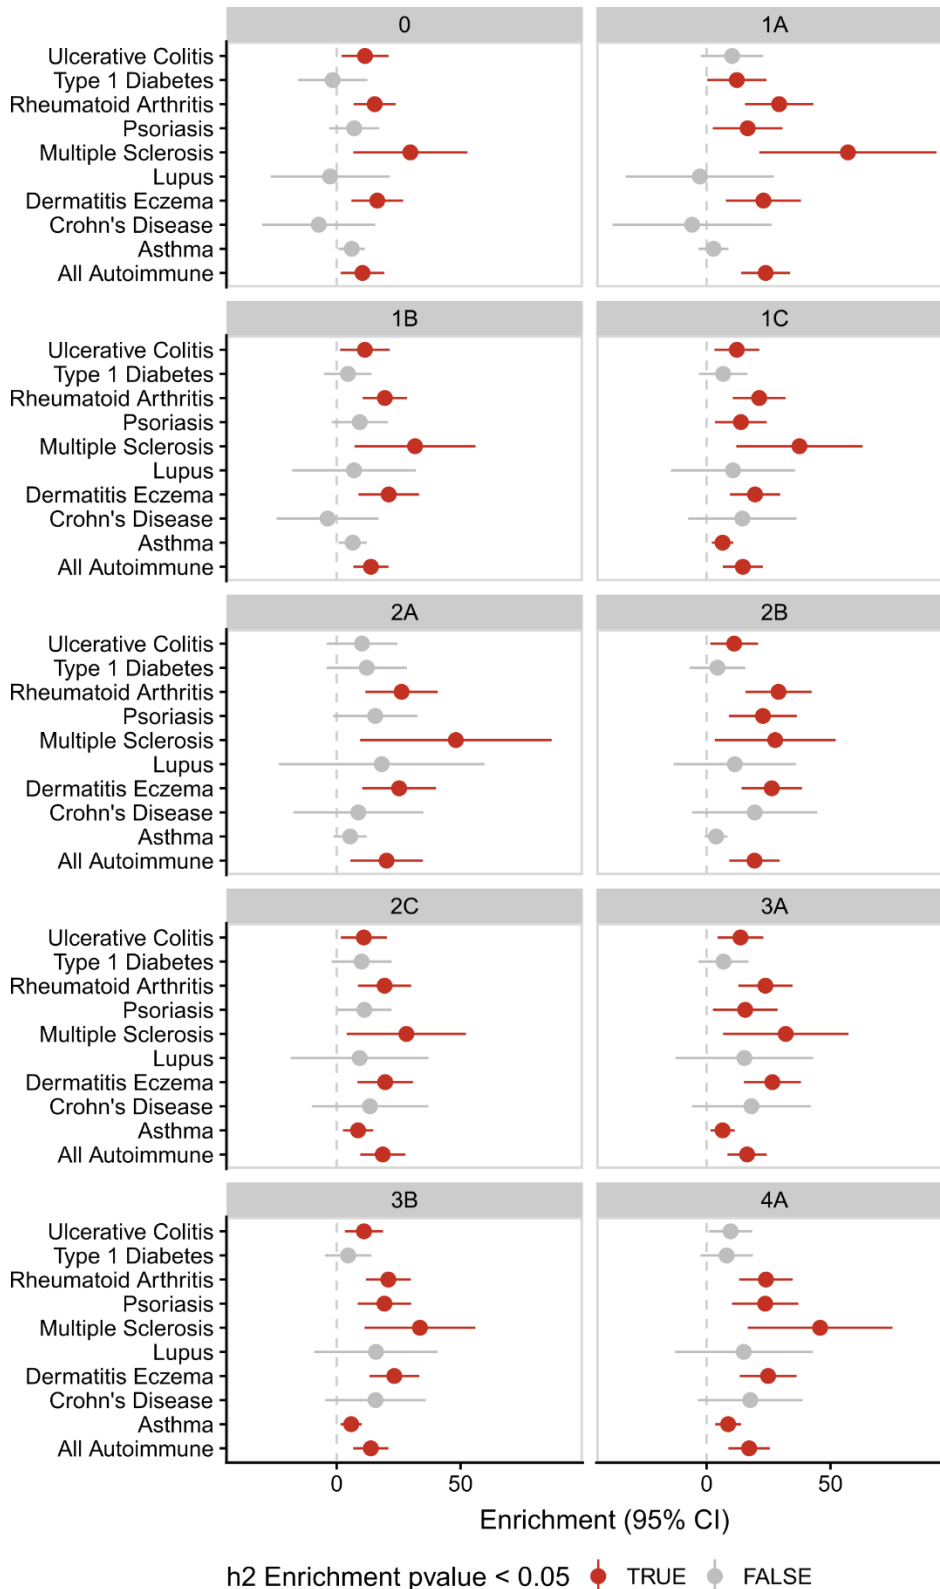 0 1A
Ulcerative Colitis
Type 1 Diabetes
Rheumatoid Arthritis
Psoriasis
Multiple Sclerosis
Lupus
Dermatitis Eczema
Crohn's Disease
Asthma
All Autoimmune
1B 1C
Ulcerative Colitis
Type 1 Diabetes
Rheumatoid Arthritis
Psoriasis
Multiple Sclerosis
Lupus
Dermatitis Eczema
Crohn's Disease
Asthma
All Autoimmune
2A 2B
Ulcerative Colitis
Type 1 Diabetes
Rheumatoid Arthritis
Psoriasis
Multiple Sclerosis
Lupus
Dermatitis Eczema
Crohn's Disease
Asthma
All Autoimmune
2C 3A
Ulcerative Colitis
Type 1 Diabetes
Rheumatoid Arthritis
Psoriasis
Multiple Sclerosis
Lupus
Dermatitis Eczema
Crohn's Disease
Asthma
All Autoimmune
3B 4A
Ulcerative Colitis
Type 1 Diabetes
Rheumatoid Arthritis
Psoriasis
Multiple Sclerosis
Lupus
Dermatitis Eczema
Crohn's Disease
Asthma
All Autoimmune
0 50 0 50
Enrichment (95% CI)
h2 Enrichment pvalue < 0.05 TRUE FALSE